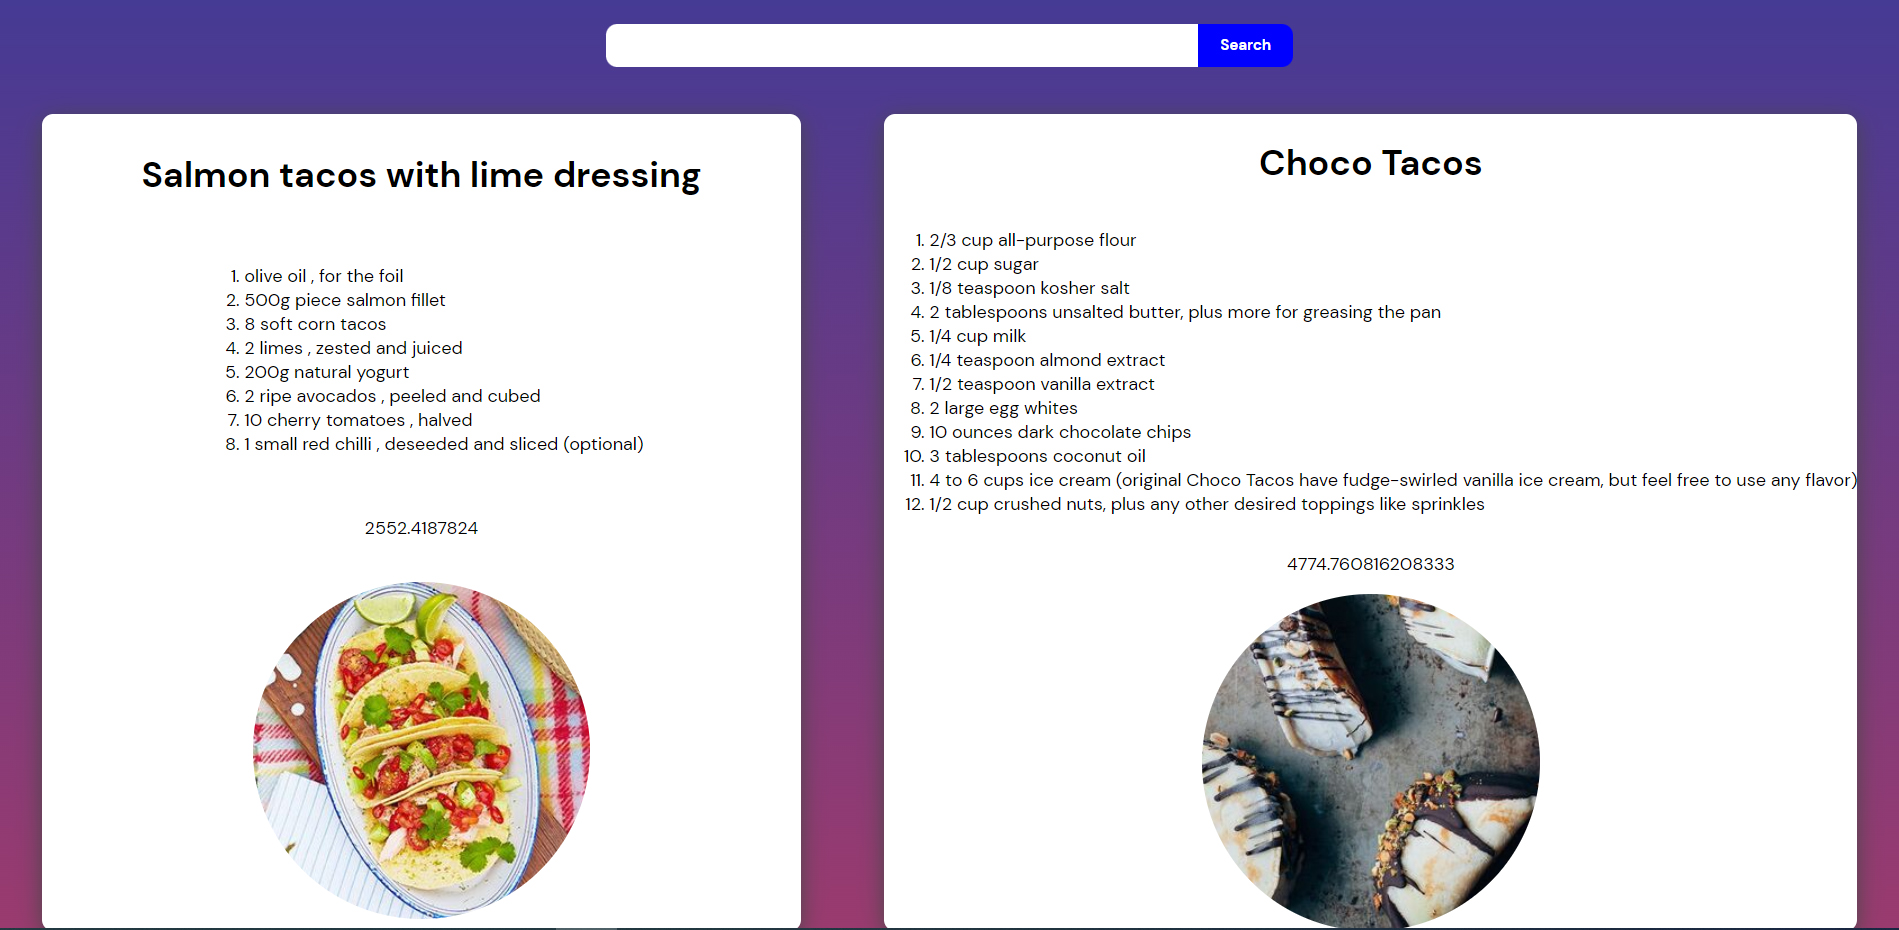 Search
Salmon tacos with lime dressing
1. olive oil , for the foil
2. 500g piece salmon fillet
3. 8 soft corn tacos
4. 2 limes , zested and juiced
5. 200g natural yogurt
6. 2 ripe avocados , peeled and cubed
7. 10 cherry tomatoes , halved
8. 1 small red chilli , deseeded and sliced (optional)
2552.4187824
Choco Tacos
1. 2/3 cup all-purpose flour
2. 1/2 cup sugar
3. 1/8 teaspoon kosher salt
4. 2 tablespoons unsalted butter, plus more for greasing the pan
5. 1/4 cup milk
6. 1/4 teaspoon almond extract
7. 1/2 teaspoon vanilla extract
8. 2 large egg whites
9. 10 ounces dark chocolate chips
10. 3 tablespoons coconut oil
11. 4 to 6 cups ice cream (original Choco Tacos have fudge-swirled vanilla ice cream, but feel free to use any flavor)
12. 1/2 cup crushed nuts, plus any other desired toppings like sprinkles
4774.760816208333